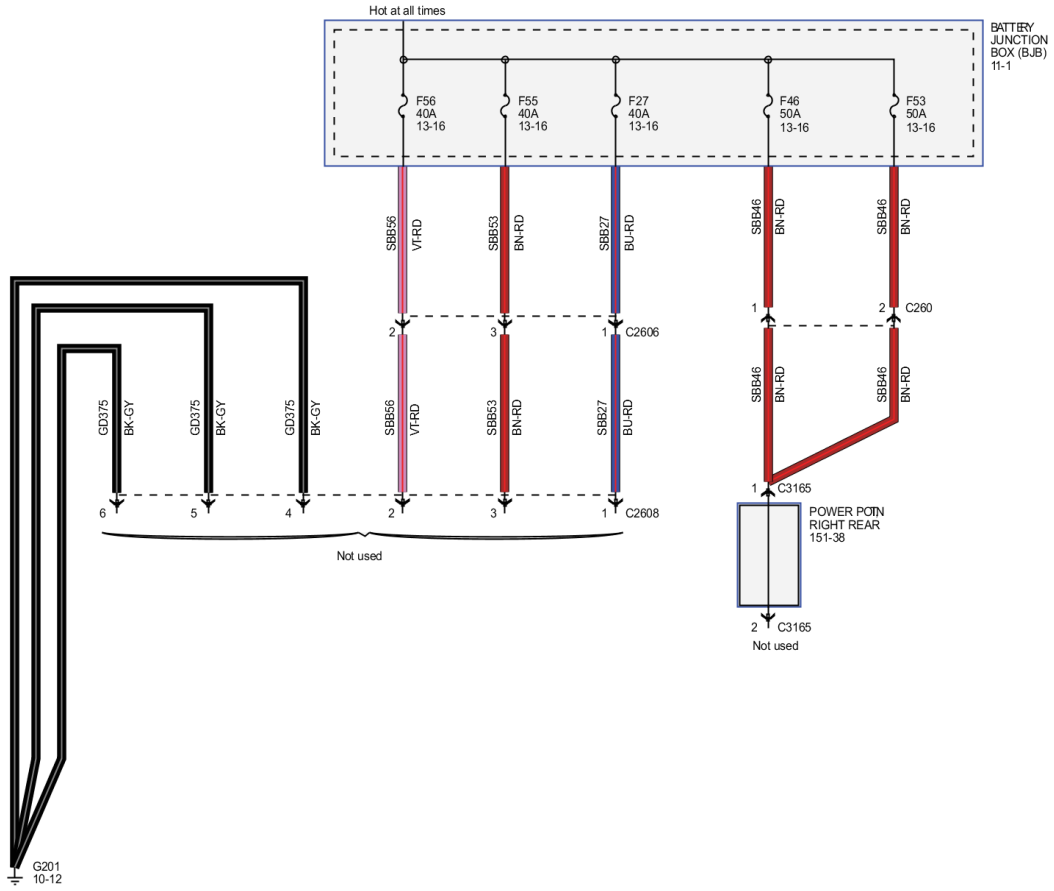 Hot at all times
BATTERY
JUNCTION
BOX (BJB)
11-1
F56
40A
13-16
F55
40A
13-16
F27
40A
13-16
F46
50A
13-16
F53
50A
13-16
SBB56
VT-RD
SBB53
BN-RD
SBB27
BU-RD
SBB46
BN-RD
SBB46
BN-RD
2
3
1
C2606
1
2
C260
GD375
BK-GY
GD375
BK-GY
GD375
BK-GY
SBB56
VT-RD
SBB53
BN-RD
SBB27
BU-RD
SBB46
BN-RD
SBB46
BN-RD
6
5
4
2
3
1
C2608
Not used
1
C3165
POWER POTN
RIGHT REAR
151-38
2
C3165
Not used
G201
10-12